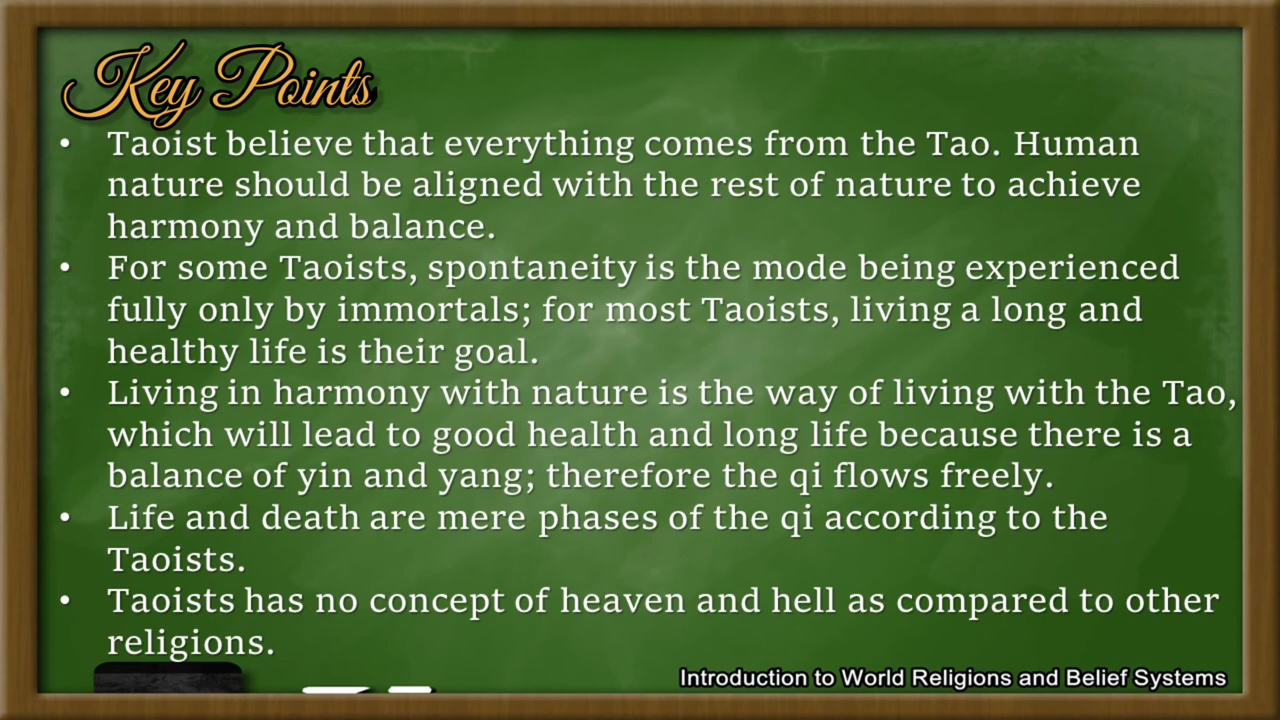 Key Points
• Taoist believe that everything comes from the Tao. Human
nature should be aligned with the rest of nature to achieve
harmony and balance.
• For some Taoists, spontaneity is the mode being experienced
fully only by immortals; for most Taoists, living a long and
healthy life is their goal.
• Living in harmony with nature is the way of living with the Tao,
which will lead to good health and long life because there is a
balance of yin and yang; therefore the qi flows freely.
• Life and death are mere phases of the qi according to the
Taoists.
• Taoists has no concept of heaven and hell as compared to other
religions.
Introduction to World Religions and Belief Systems